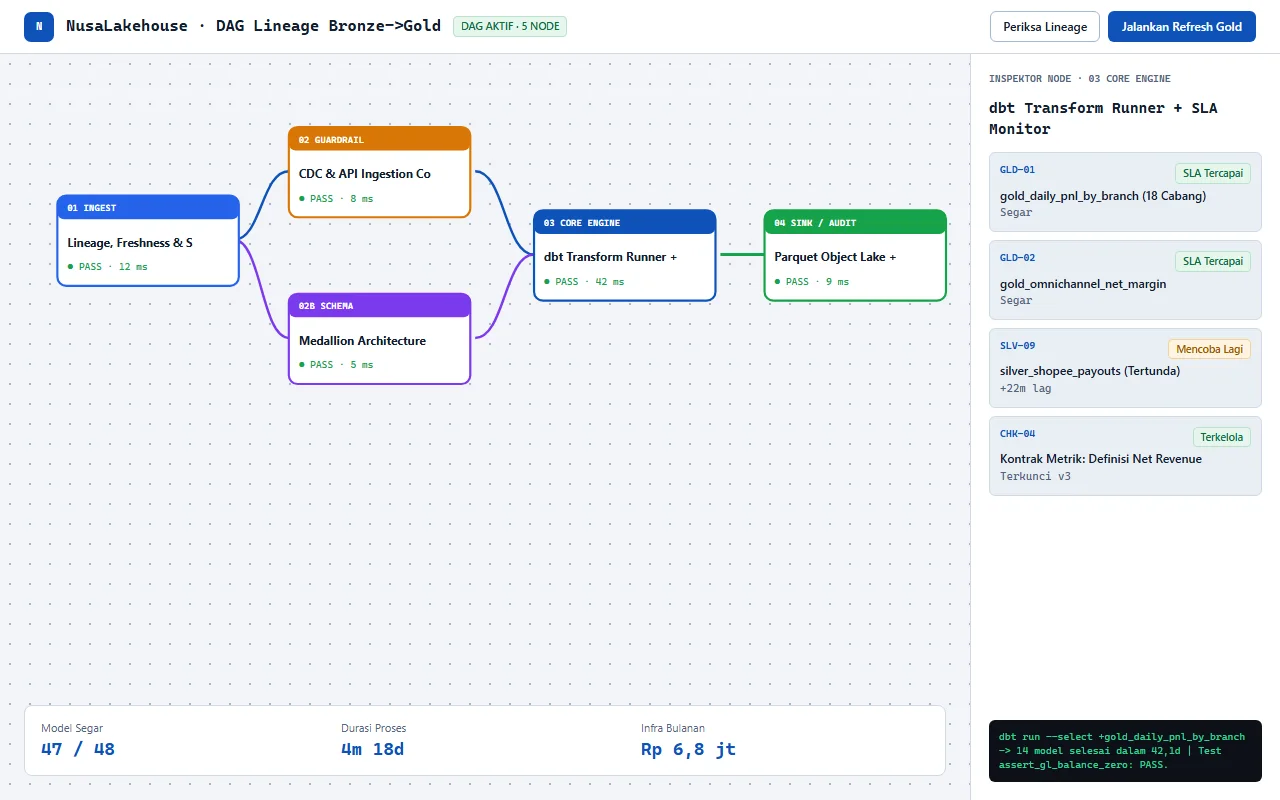 N
NusaLakehouse · DAG Lineage Bronze->Gold
DAG AKTIF · 5 NODE
Periksa Lineage
Jalankan Refresh Gold
01 INGEST
Lineage, Freshness & S
● PASS · 12 ms
02 GUARDRAIL
CDC & API Ingestion Co
● PASS · 8 ms
02B SCHEMA
Medallion Architecture
● PASS · 5 ms
03 CORE ENGINE
dbt Transform Runner +
● PASS · 42 ms
04 SINK / AUDIT
Parquet Object Lake +
● PASS · 9 ms
Model Segar
47 / 48
Durasi Proses
4m 18d
Infra Bulanan
Rp 6,8 jt
INSPEKTOR NODE · 03 CORE ENGINE
dbt Transform Runner + SLA
Monitor
GLD-01
SLA Tercapai
gold_daily_pnl_by_branch (18 Cabang)
Segar
GLD-02
SLA Tercapai
gold_omnichannel_net_margin
Segar
SLV-09
Mencoba Lagi
silver_shopee_payouts (Tertunda)
+22m lag
CHK-04
Terkelola
Kontrak Metrik: Definisi Net Revenue
Terkunci v3
dbt run --select +gold_daily_pnl_by_branch
-> 14 model selesai dalam 42,1d | Test
assert_gl_balance_zero: PASS.